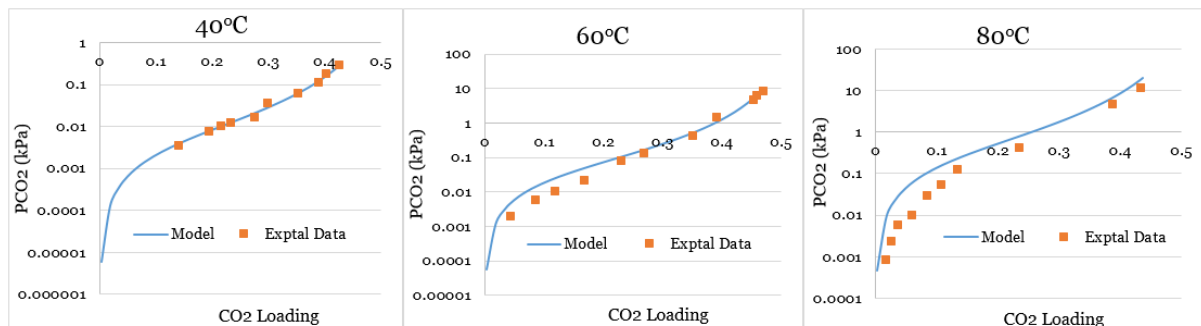 40°C
1
0.1
0.01
0.001
0.0001
0.00001
0.000001
0 0.1 0.2 0.3 0.4 0.5
PCO2 (kPa)
Model Exptal Data
CO2 Loading
60°C
100
10
1
0.1
0.01
0.001
0.0001
0.00001
0 0.1 0.2 0.3 0.4 0.5
PCO2 (kPa)
Model Exptal Data
CO2 Loading
80°C
100
10
1
0.1
0.01
0.001
0.0001
0 0.1 0.2 0.3 0.4 0.5
PCO2 (kPa)
Model Exptal Data
CO2 Loading